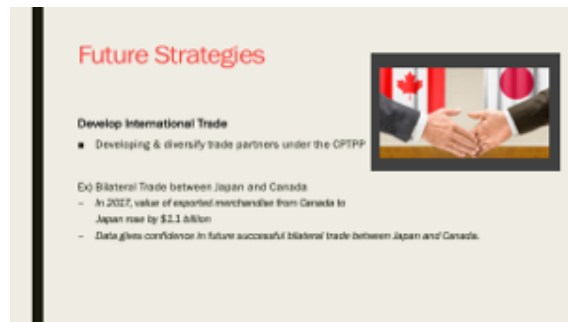 Future Strategies
Develop International Trade
■ Developing & diversify trade partners under the CPTPP
Ex) Bilateral Trade between Japan and Canada
– In 2017, value of exported merchandise from Canada to
Japan rose by $1.1 billion
– Data gives confidence in future successful bilateral trade between Japan and Canada.